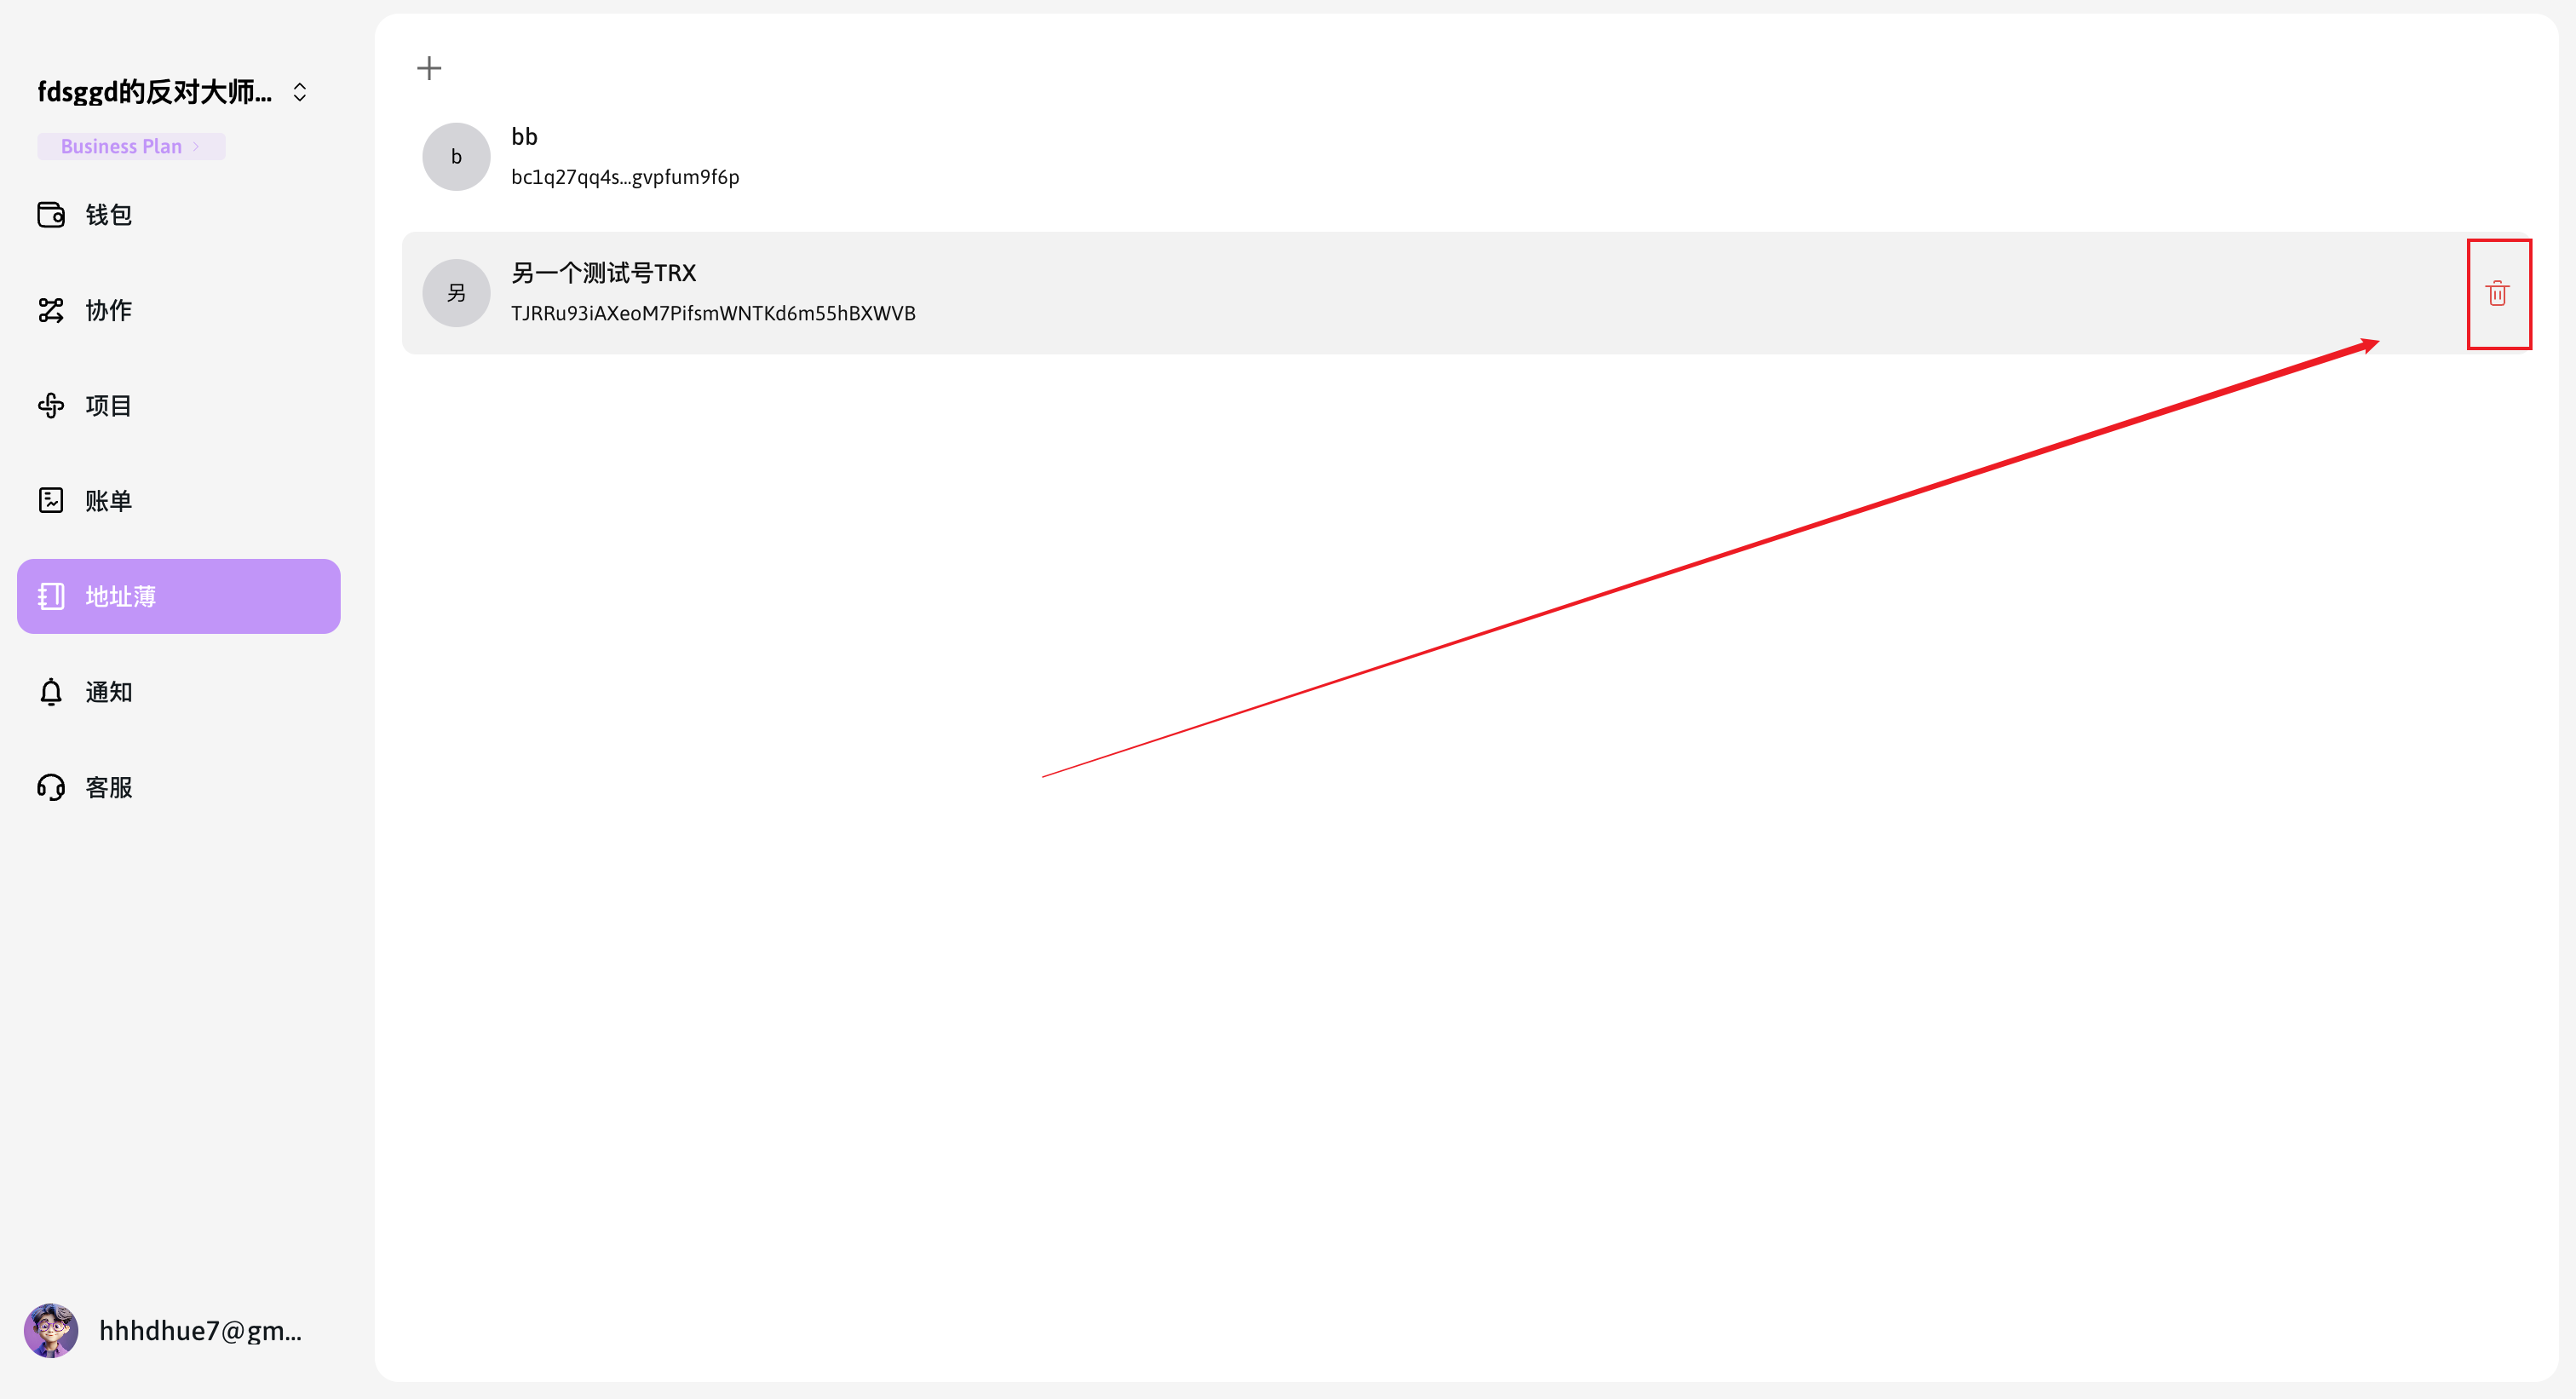 fdsggd的反对大师...
Business Plan
钱包
协作
项目
账单
地址薄
通知
客服
hhhdhue7@gm...
b
bb
bc1q27qq4s...gvpfum9f6p
另
另一个测试号TRX
TJRRu93iAXeoM7PifsmWNTKd6m55hBXWVB